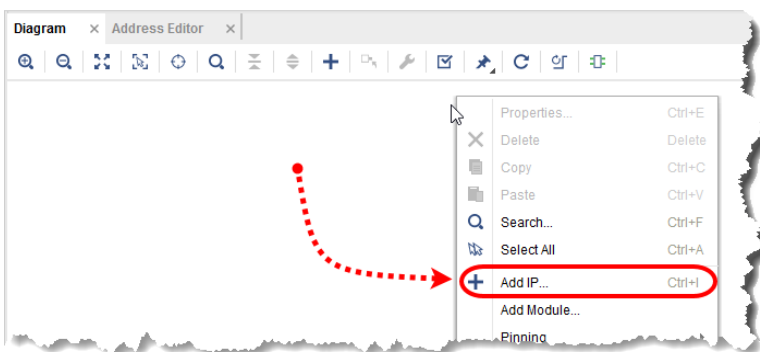 Diagram × Address Editor ×
Properties... Ctrl+E
Delete Delete
Copy Ctrl+C
Paste Ctrl+V
Search... Ctrl+F
Select All Ctrl+A
Add IP... Ctrl+I
Add Module...
Pinning